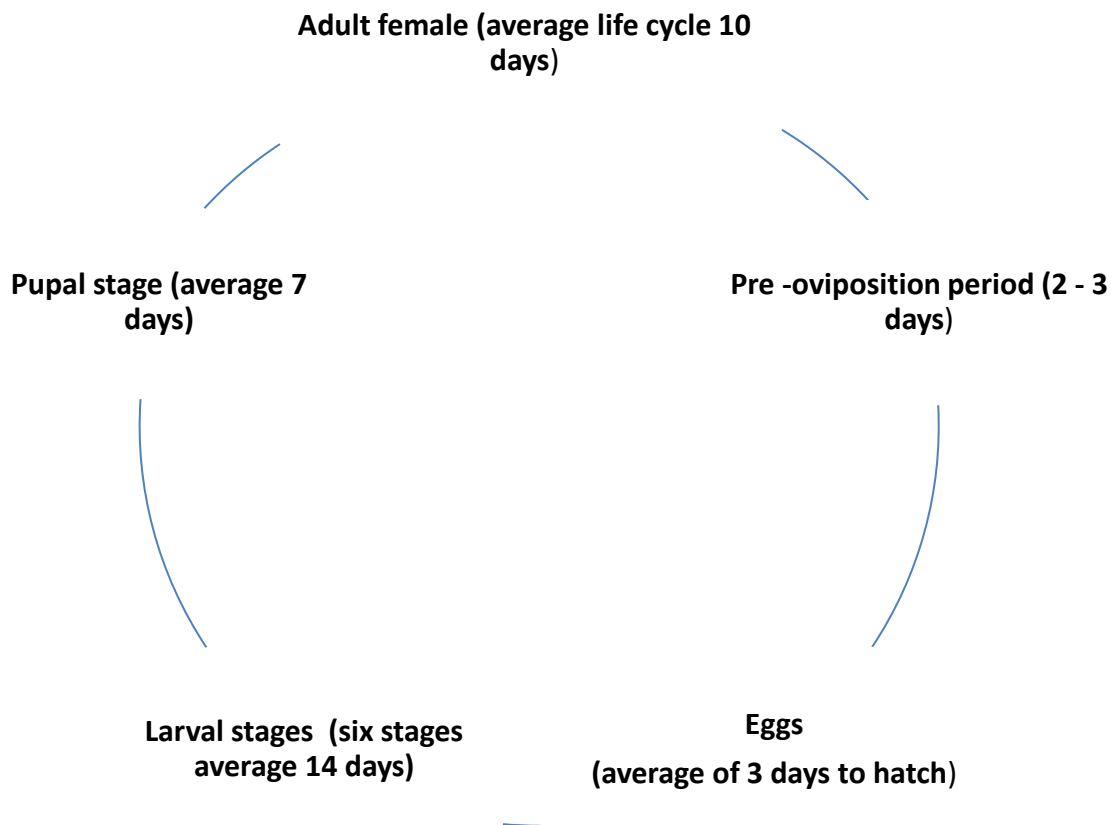 Adult female (average life cycle 10
days)
Pupal stage (average 7
days)
Pre -oviposition period (2 - 3
days)
Larval stages  (six stages
average 14 days)
Eggs
(average of 3 days to hatch)